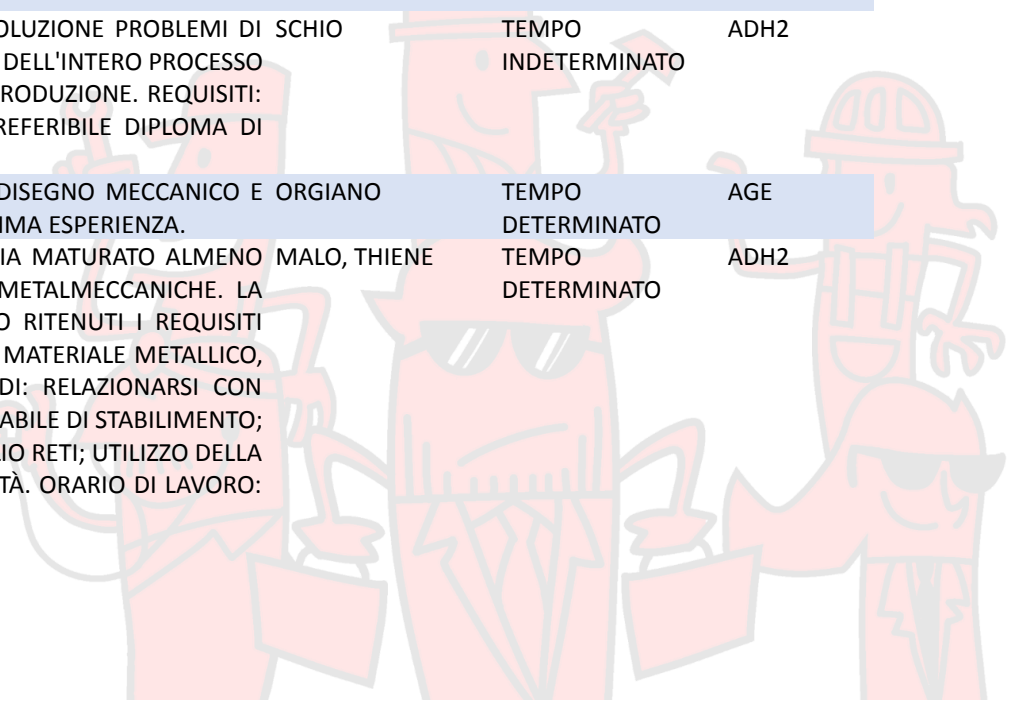 OLUZIONE PROBLEMI DI SCHIO TEMPO ADH2
DELL'INTERO PROCESSO INDETERMINATO
RODUZIONE. REQUISITI:
REFERIBILE DIPLOMA DI
DISEGNO MECCANICO E ORGIANO TEMPO AGE
IMA ESPERIENZA. DETERMINATO
IA MATURATO ALMENO MALO, THIENE TEMPO ADH2
METALMECCANICHE. LA DETERMINATO
O RITENUTI I REQUISITI
MATERIALE METALLICO,
DI: RELAZIONARSI CON
ABILE DI STABILIMENTO;
IO RETI; UTILIZZO DELLA
TÀ. ORARIO DI LAVORO: